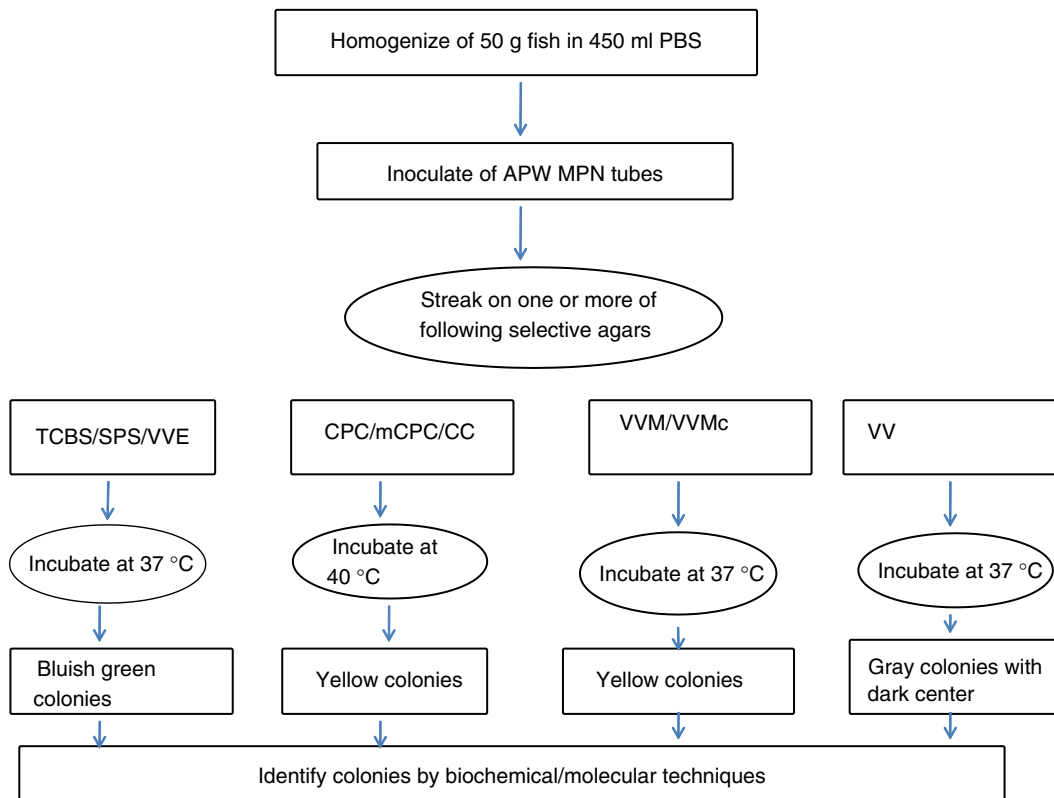 Homogenize of 50 g fish in 450 ml PBS
Inoculate of APW MPN tubes
Streak on one or more of
following selective agars
TCBS/SPS/VVE
CPC/mCPC/CC
VVM/VVMc
VV
Incubate at 37 °C
Incubate at
40 °C
Incubate at 37 °C
Incubate at 37 °C
Bluish green
colonies
Yellow colonies
Yellow colonies
Gray colonies with
dark center
Identify colonies by biochemical/molecular techniques